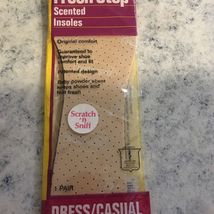 Fresh Step
Scented
Insoles
Original comfort
Guaranteed to
improve shoe
comfort and fit
Patented design
Baby powder scent
keeps shoes and
feet fresh
Scratch
'n
Sniff
1 PAIR
DRESS/CASUAL